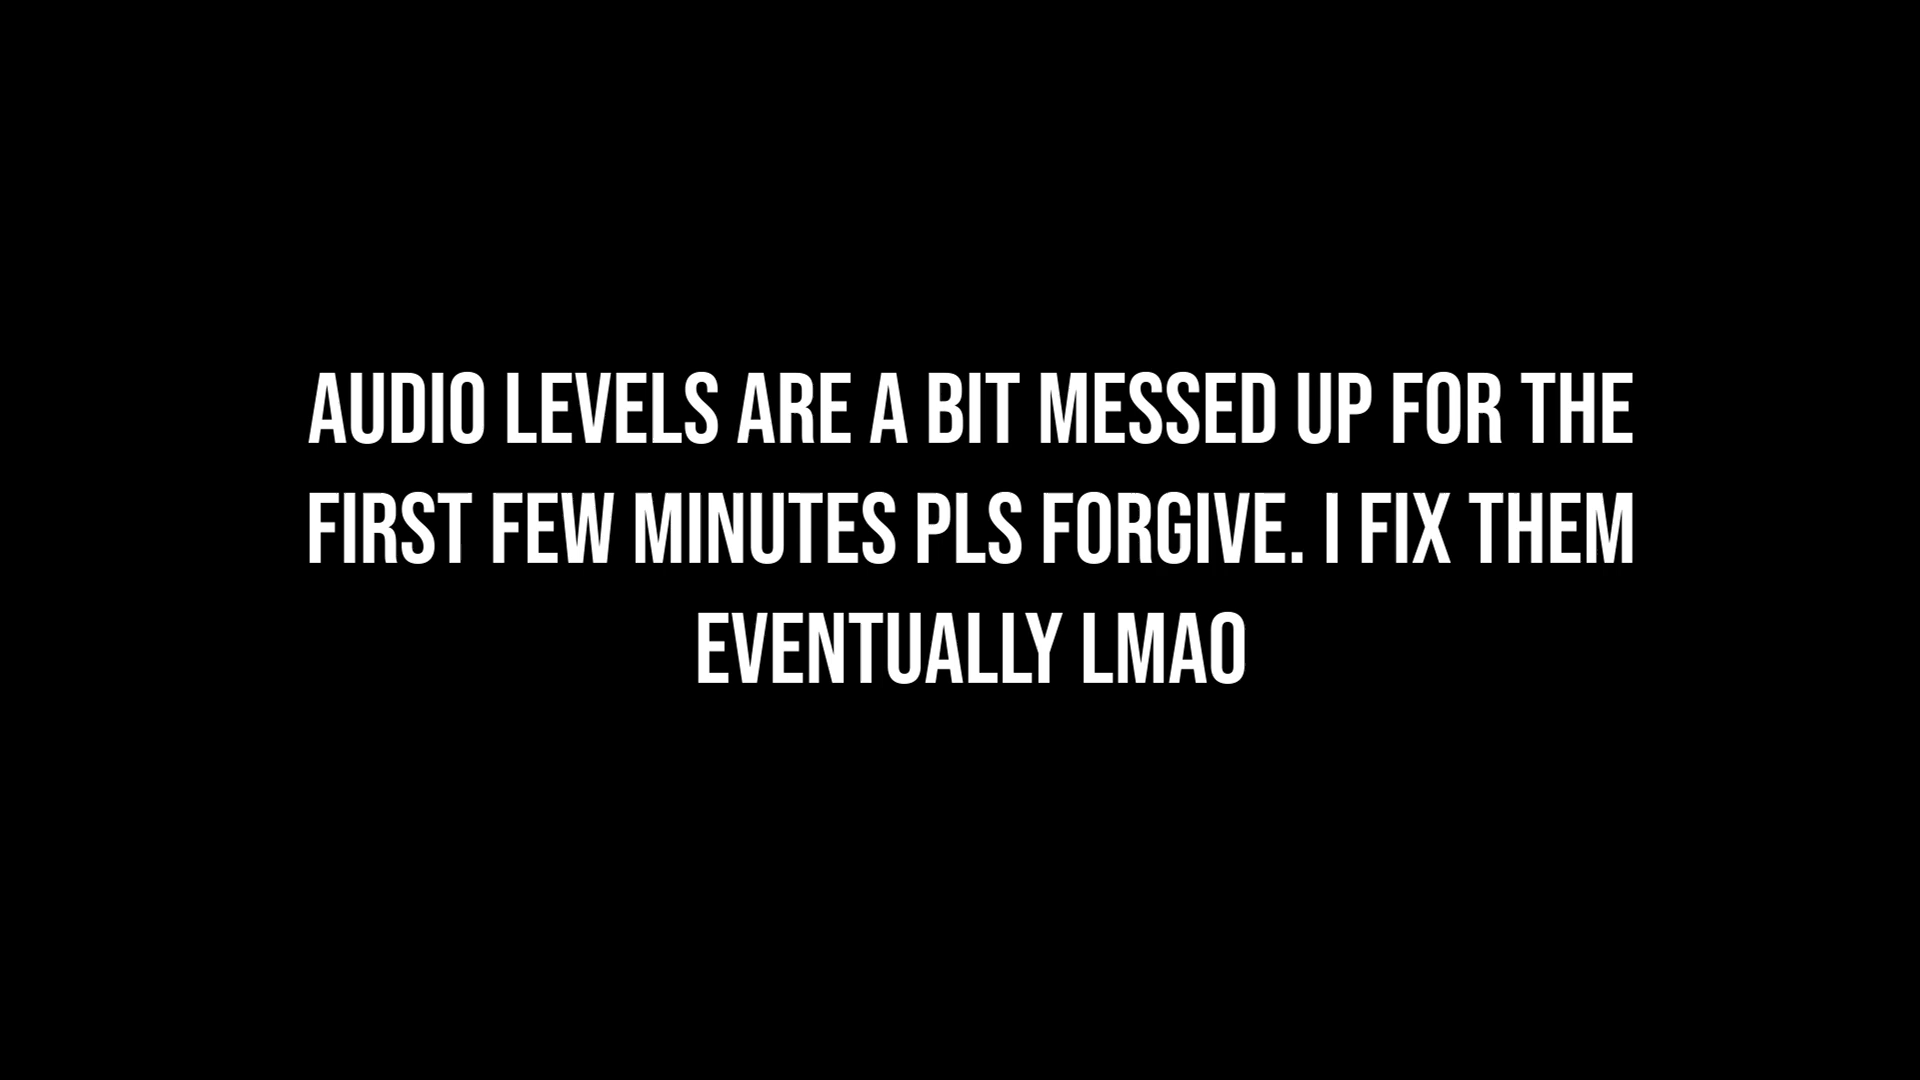 AUDIO LEVELS ARE A BIT MESSED UP FOR THE
FIRST FEW MINUTES PLS FORGIVE. I FIX THEM
EVENTUALLY LMAO